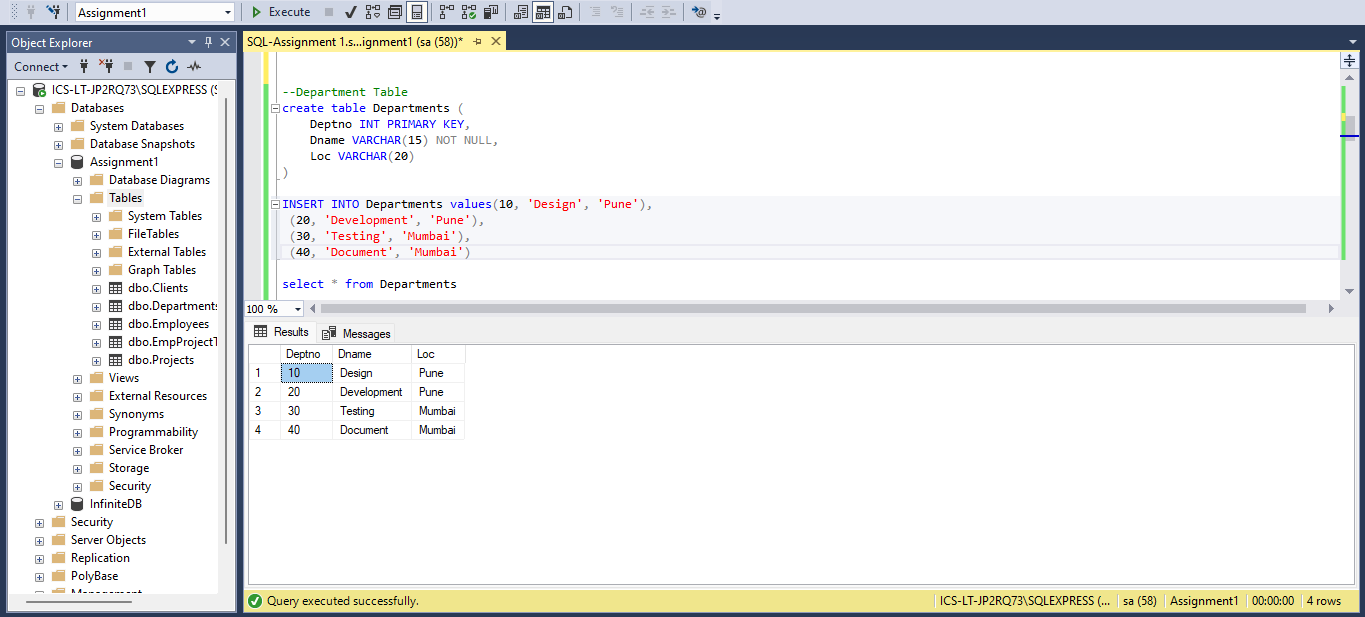 Assignment1
Execute
Object Explorer
Connect
ICS-LT-JP2RQ73\SQLEXPRESS (S
Databases
System Databases
Database Snapshots
Assignment1
Database Diagrams
Tables
System Tables
FileTables
External Tables
Graph Tables
dbo.Clients
dbo.Departments
dbo.Employees
dbo.EmpProjectT
dbo.Projects
Views
External Resources
Synonyms
Programmability
Service Broker
Storage
Security
InfiniteDB
Security
Server Objects
Replication
PolyBase
Management
SQL-Assignment 1.s...ignment1 (sa (58))*
--Department Table
create table Departments (
Deptno INT PRIMARY KEY,
Dname VARCHAR(15) NOT NULL,
Loc VARCHAR(20)
)
INSERT INTO Departments values(10, 'Design', 'Pune'),
(20, 'Development', 'Pune'),
(30, 'Testing', 'Mumbai'),
(40, 'Document', 'Mumbai')
select * from Departments
100 %
Results Messages
Deptno Dname Loc
1 10 Design Pune
2 20 Development Pune
3 30 Testing Mumbai
4 40 Document Mumbai
Query executed successfully. ICS-LT-JP2RQ73\SQLEXPRESS (... sa (58) Assignment1 00:00:00 4 rows